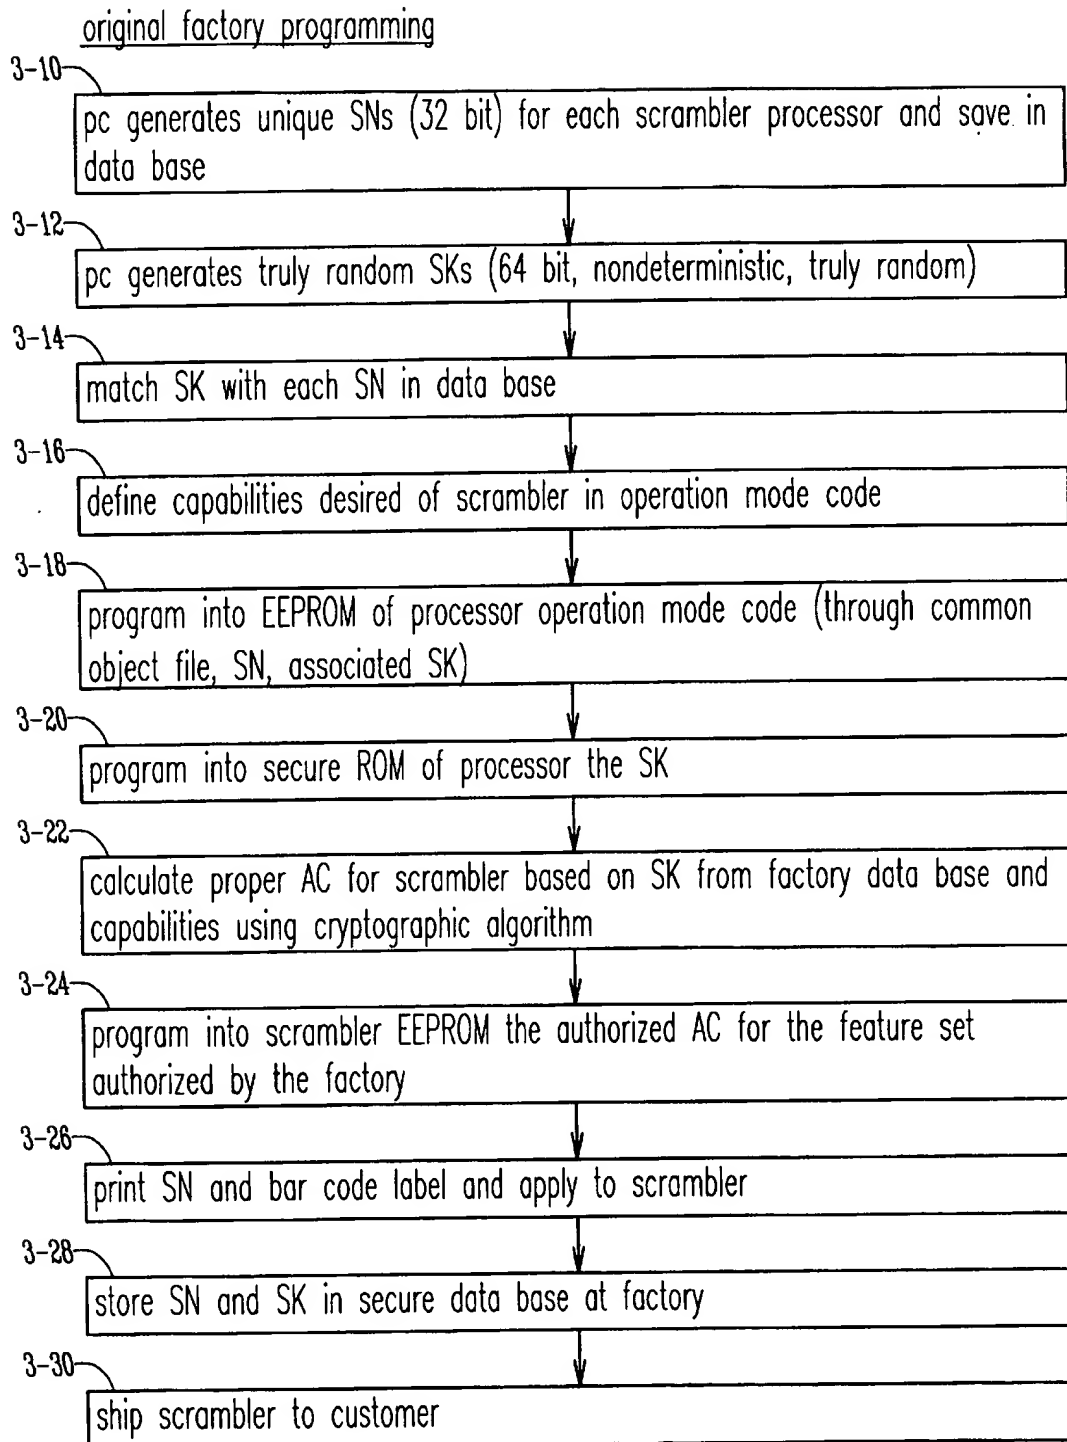 original factory programming
3-10
pc generates unique SNs (32 bit) for each scrambler processor and save in
data base
3-12
pc generates truly random SKs (64 bit, nondeterministic, truly random)
3-14
match SK with each SN in data base
3-16
define capabilities desired of scrambler in operation mode code
3-18
program into EEPROM of processor operation mode code (through common
object file, SN, associated SK)
3-20
program into secure ROM of processor the SK
3-22
calculate proper AC for scrambler based on SK from factory data base and
capabilities using cryptographic algorithm
3-24
program into scrambler EEPROM the authorized AC for the feature set
authorized by the factory
3-26
print SN and bar code label and apply to scrambler
3-28
store SN and SK in secure data base at factory
3-30
ship scrambler to customer